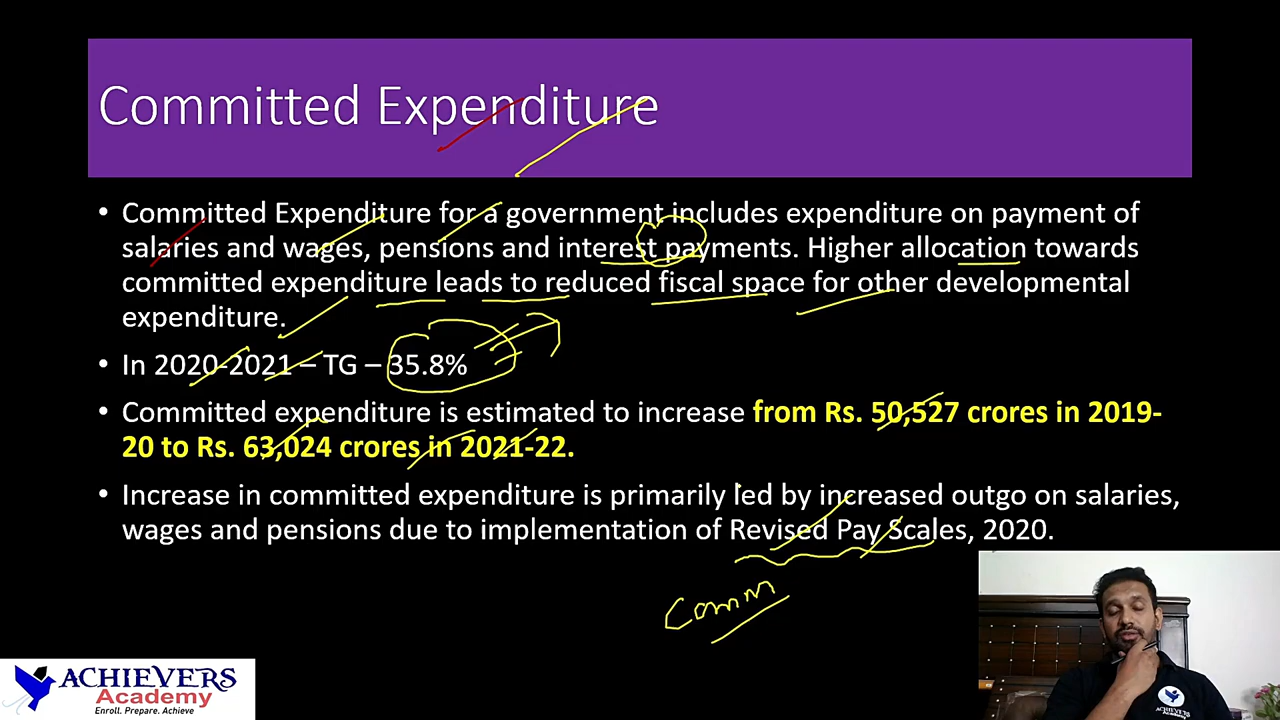 Committed Expenditure
• Committed Expenditure for a government includes expenditure on payment of
salaries and wages, pensions and interest payments. Higher allocation towards
committed expenditure leads to reduced fiscal space for other developmental
expenditure.
• In 2020-2021 – TG – 35.8%
• Committed expenditure is estimated to increase from Rs. 50,527 crores in 2019-
20 to Rs. 63,024 crores in 2021-22.
• Increase in committed expenditure is primarily led by increased outgo on salaries,
wages and pensions due to implementation of Revised Pay Scales, 2020.
Comm
ACHIEVERS
Academy
Enroll. Prepare. Achieve
ACHIEVERS
Academy